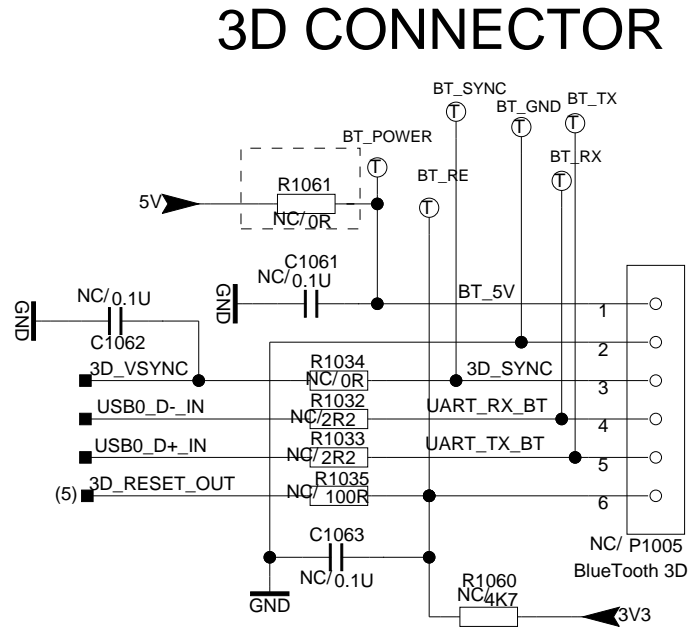 3D CONNECTOR
BT_SYNC
BT_GND
BT_TX
BT_POWER
BT_RX
BT_RE
R1061
5V
NC/0R
C1061
NC/0.1U
GND
BT_5V
NC/0.1U
GND
C1062
1
2
R1034
3D_VSYNC
NC/0R
3D_SYNC
3
R1032
USB0_D-_IN
NC/2R2
UART_RX_BT
4
R1033
USB0_D+_IN
NC/2R2
UART_TX_BT
5
R1035
(5)
3D_RESET_OUT
NC/100R
6
C1063
NC/0.1U
GND
NC/ P1005
BlueTooth 3D
R1060
NC/4K7
3V3
T
T
T
T
T
T